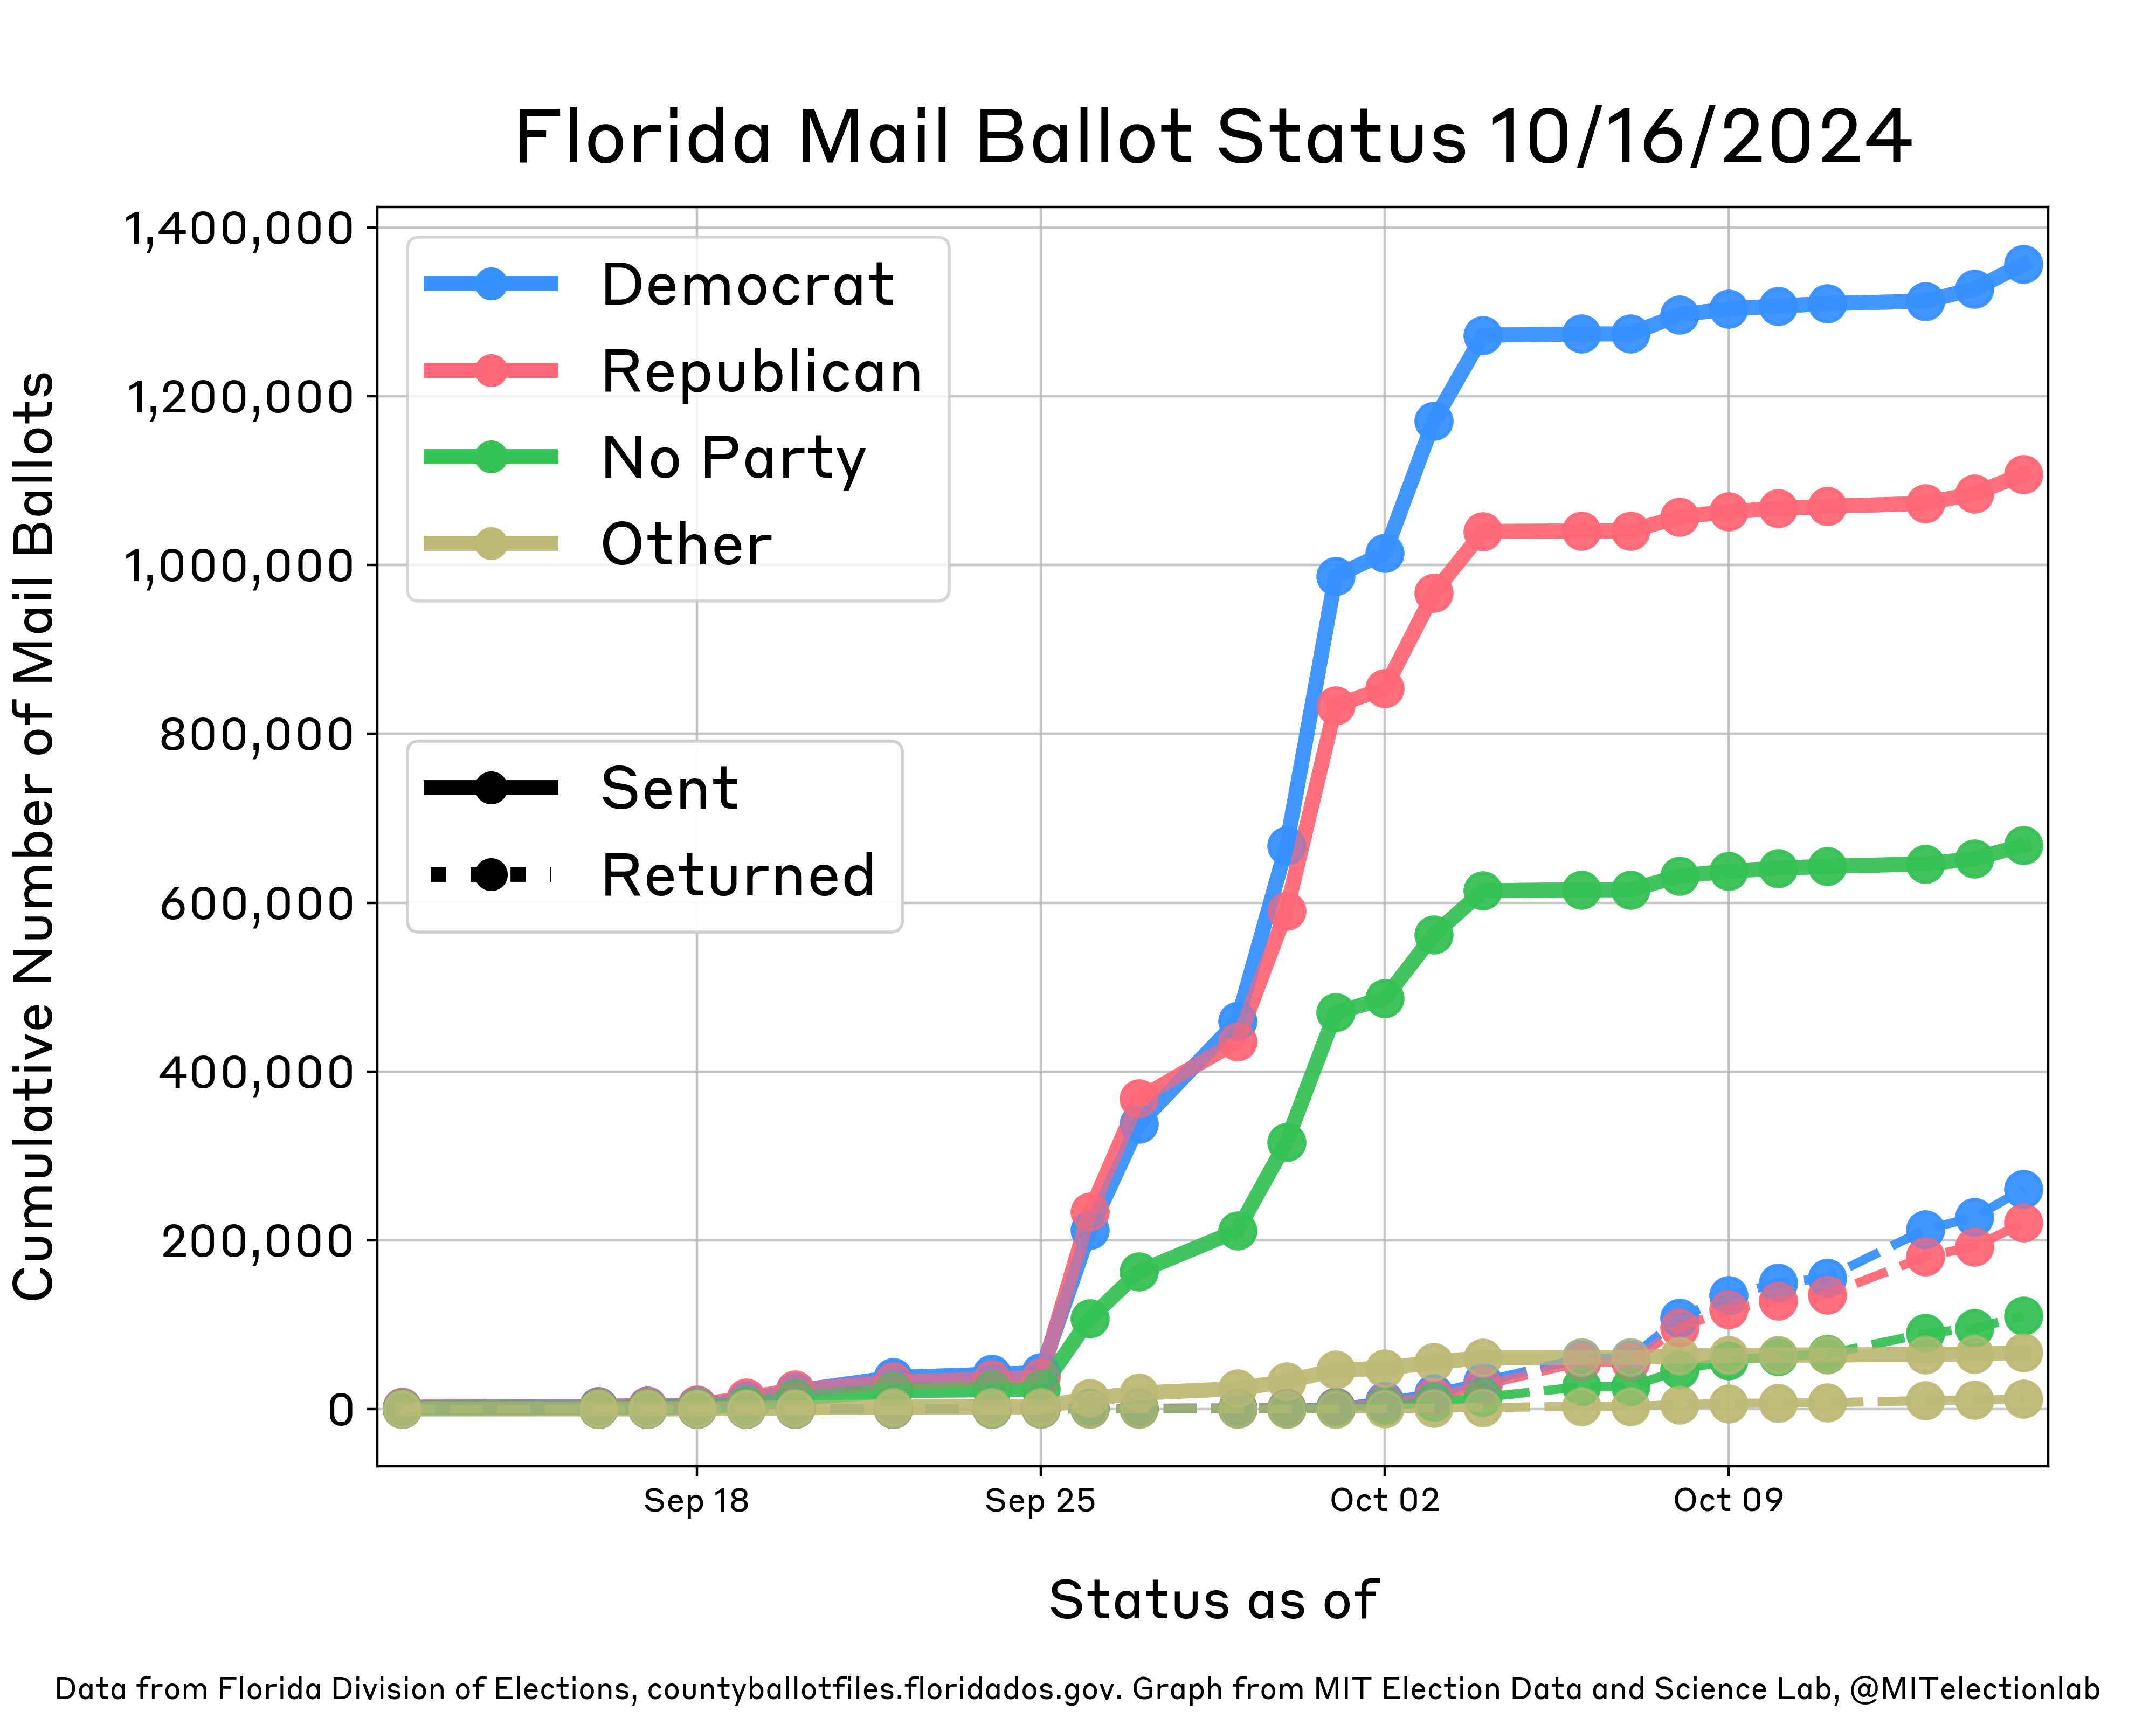 Florida Mail Ballot Status 10/16/2024
Cumulative Number of Mail Ballots
1,400,000
1,200,000
1,000,000
800,000
600,000
400,000
200,000
0
Democrat
Republican
No Party
Other
Sent
Returned
Sep 18
Sep 25
Oct 02
Oct 09
Status as of
Data from Florida Division of Elections, countyballotfiles.floridados.gov. Graph from MIT Election Data and Science Lab, @MITelectionlab